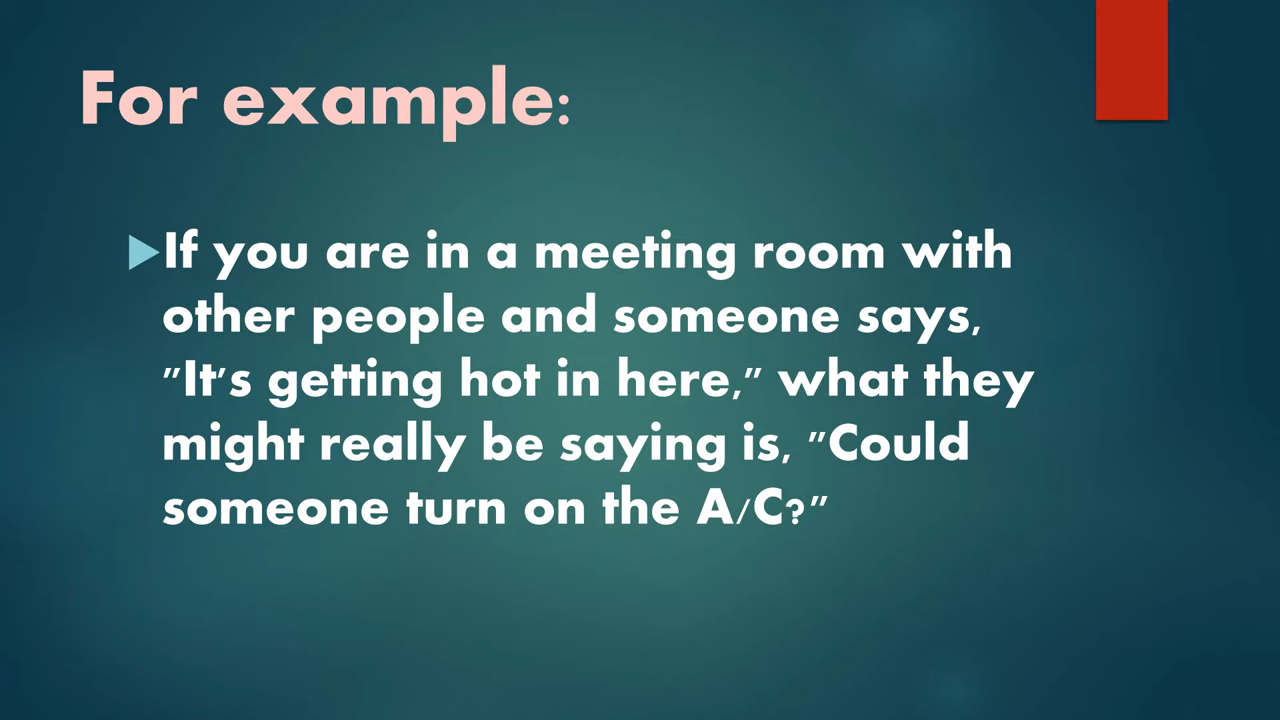 For example:
If you are in a meeting room with
other people and someone says,
"It's getting hot in here," what they
might really be saying is, "Could
someone turn on the A/C?"